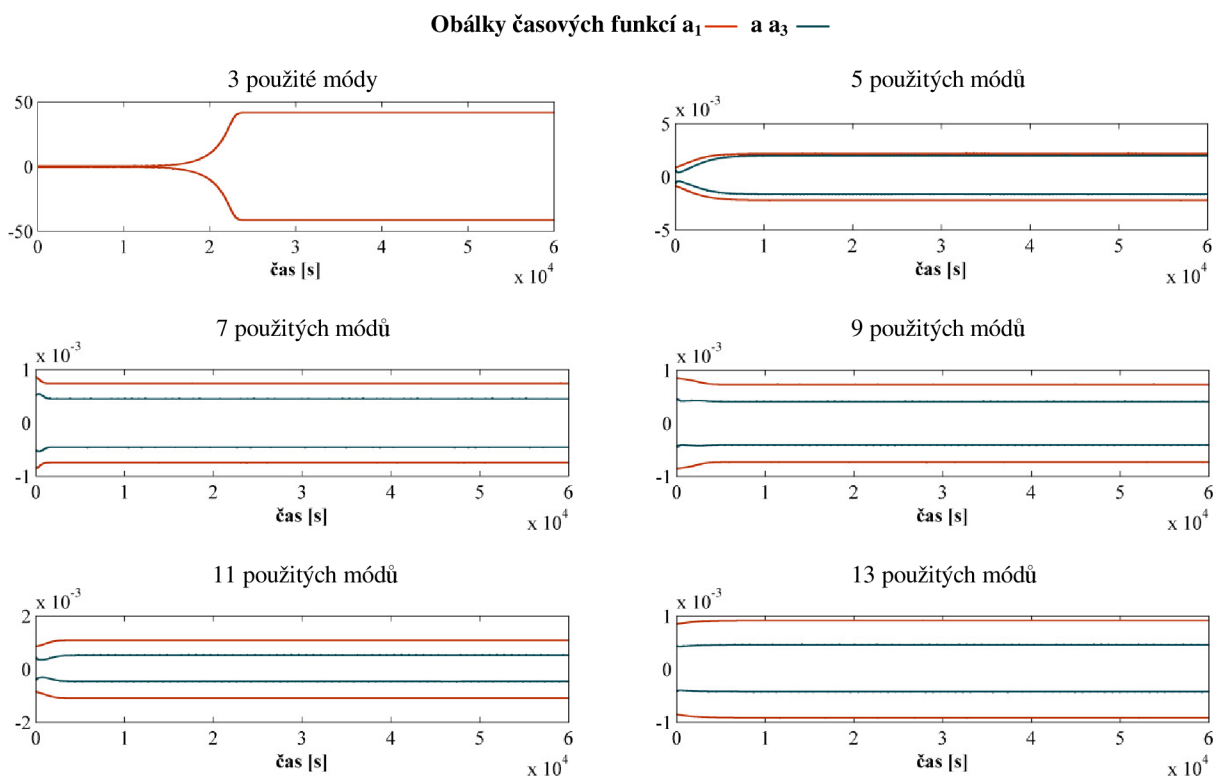 Obálky časových funkcí a₁ a a₃
3 použité módy
50
0
-50
0 1 2 3 4 5 6
čas [s]
x 10⁴
5 použitých módů
x 10⁻³
5
0
-5
0 1 2 3 4 5 6
čas [s]
x 10⁴
7 použitých módů
x 10⁻³
1
0
-1
0 1 2 3 4 5 6
čas [s]
x 10⁴
9 použitých módů
x 10⁻³
1
0
-1
0 1 2 3 4 5 6
čas [s]
x 10⁴
11 použitých módů
x 10⁻³
2
0
-2
0 1 2 3 4 5 6
čas [s]
x 10⁴
13 použitých módů
x 10⁻³
1
0
-1
0 1 2 3 4 5 6
čas [s]
x 10⁴